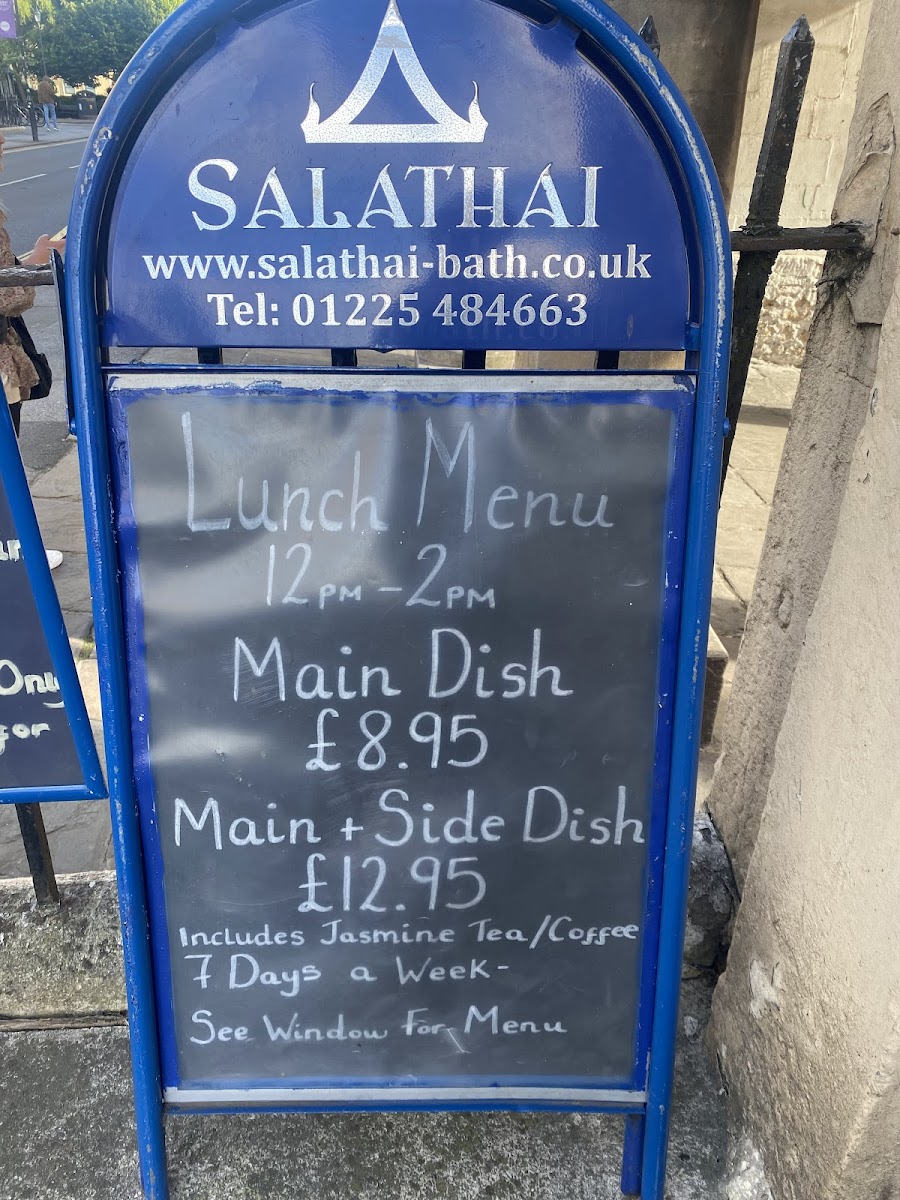 SALATHAI
www.salathai-bath.co.uk
Tel: 01225 484663
Lunch Menu
12PM - 2PM
Main Dish
£8.95
Main + Side Dish
£12.95
Includes Jasmine Tea/Coffee
7 Days a Week-
See Window For Menu